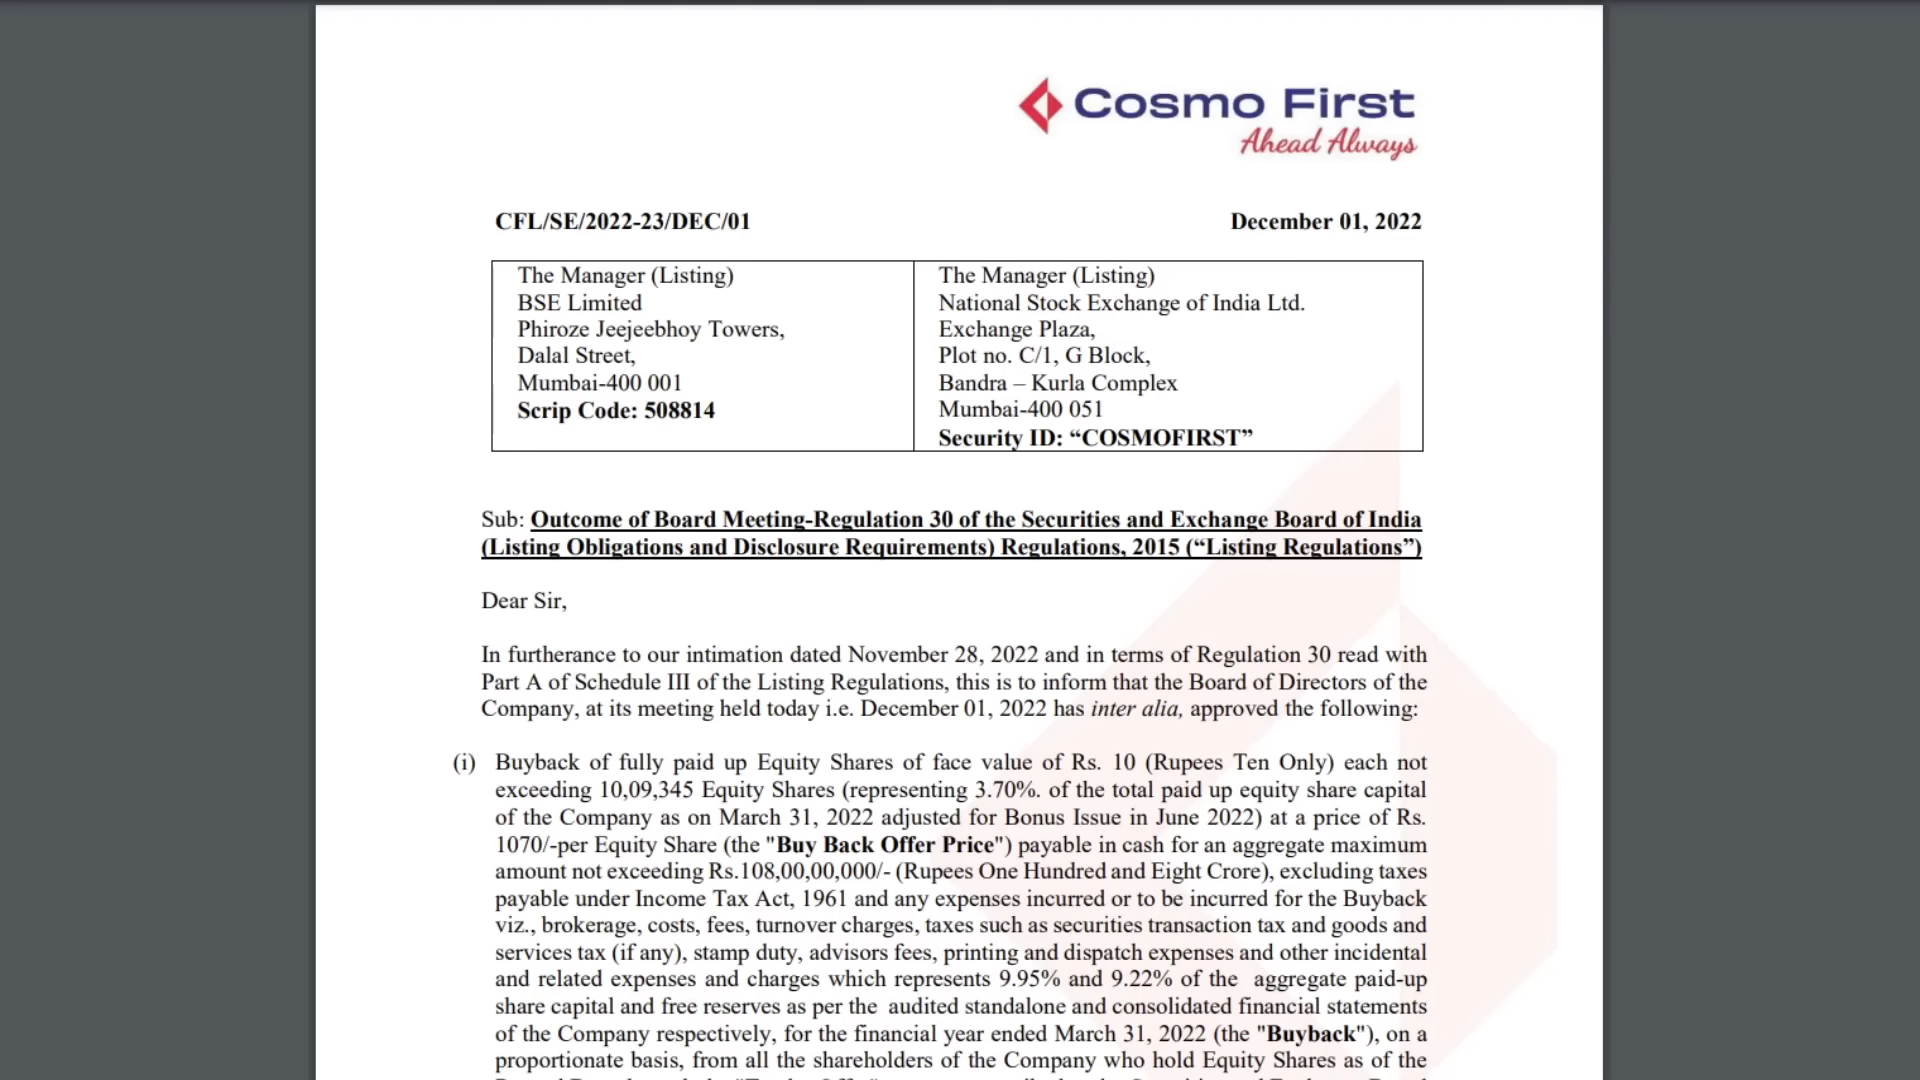 Cosmo First
Ahead Always
CFL/SE/2022-23/DEC/01
December 01, 2022
The Manager (Listing)
BSE Limited
Phiroze Jeejeebhoy Towers,
Dalal Street,
Mumbai-400 001
Scrip Code: 508814
The Manager (Listing)
National Stock Exchange of India Ltd.
Exchange Plaza,
Plot no. C/1, G Block,
Bandra – Kurla Complex
Mumbai-400 051
Security ID: “COSMOFIRST”
Sub: Outcome of Board Meeting-Regulation 30 of the Securities and Exchange Board of India
(Listing Obligations and Disclosure Requirements) Regulations, 2015 (“Listing Regulations”)
Dear Sir,
In furtherance to our intimation dated November 28, 2022 and in terms of Regulation 30 read with
Part A of Schedule III of the Listing Regulations, this is to inform that the Board of Directors of the
Company, at its meeting held today i.e. December 01, 2022 has inter alia, approved the following:
(i) Buyback of fully paid up Equity Shares of face value of Rs. 10 (Rupees Ten Only) each not
exceeding 10,09,345 Equity Shares (representing 3.70%. of the total paid up equity share capital
of the Company as on March 31, 2022 adjusted for Bonus Issue in June 2022) at a price of Rs.
1070/-per Equity Share (the "Buy Back Offer Price") payable in cash for an aggregate maximum
amount not exceeding Rs.108,00,00,000/- (Rupees One Hundred and Eight Crore), excluding taxes
payable under Income Tax Act, 1961 and any expenses incurred or to be incurred for the Buyback
viz., brokerage, costs, fees, turnover charges, taxes such as securities transaction tax and goods and
services tax (if any), stamp duty, advisors fees, printing and dispatch expenses and other incidental
and related expenses and charges which represents 9.95% and 9.22% of the aggregate paid-up
share capital and free reserves as per the audited standalone and consolidated financial statements
of the Company respectively, for the financial year ended March 31, 2022 (the "Buyback"), on a
proportionate basis, from all the shareholders of the Company who hold Equity Shares as of the